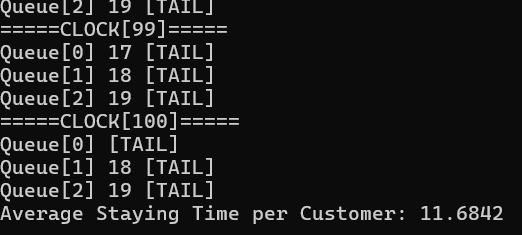 Queue[2] 19 [TAIL]
=====CLOCK[99]=====
Queue[0] 17 [TAIL]
Queue[1] 18 [TAIL]
Queue[2] 19 [TAIL]
=====CLOCK[100]=====
Queue[0] [TAIL]
Queue[1] 18 [TAIL]
Queue[2] 19 [TAIL]
Average Staying Time per Customer: 11.6842